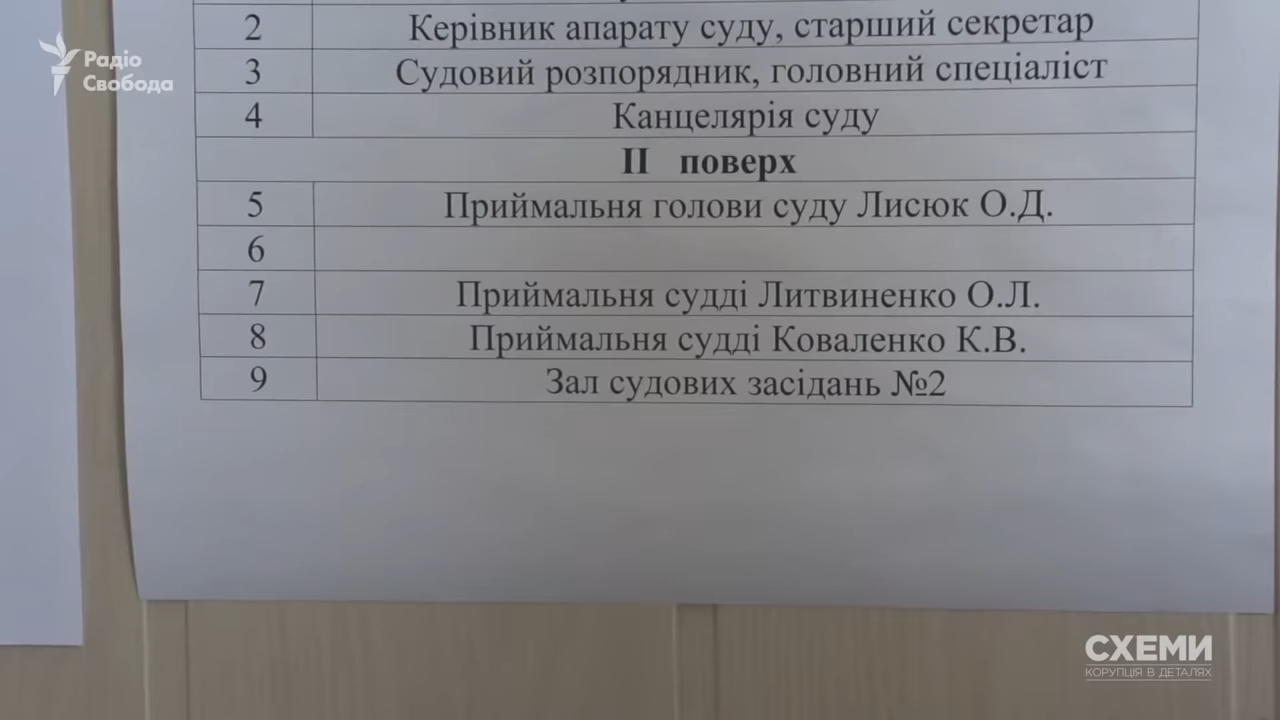 Радіо
Свобода
2 Керівник апарату суду, старший секретар
3 Судовий розпорядник, головний спеціаліст
4 Канцелярія суду
II поверх
5 Приймальня голови суду Лисюк О.Д.
6
7 Приймальня судді Литвиненко О.Л.
8 Приймальня судді Коваленко К.В.
9 Зал судових засідань №2
СХЕМИ
КОРУПЦІЯ В ДЕТАЛЯХ